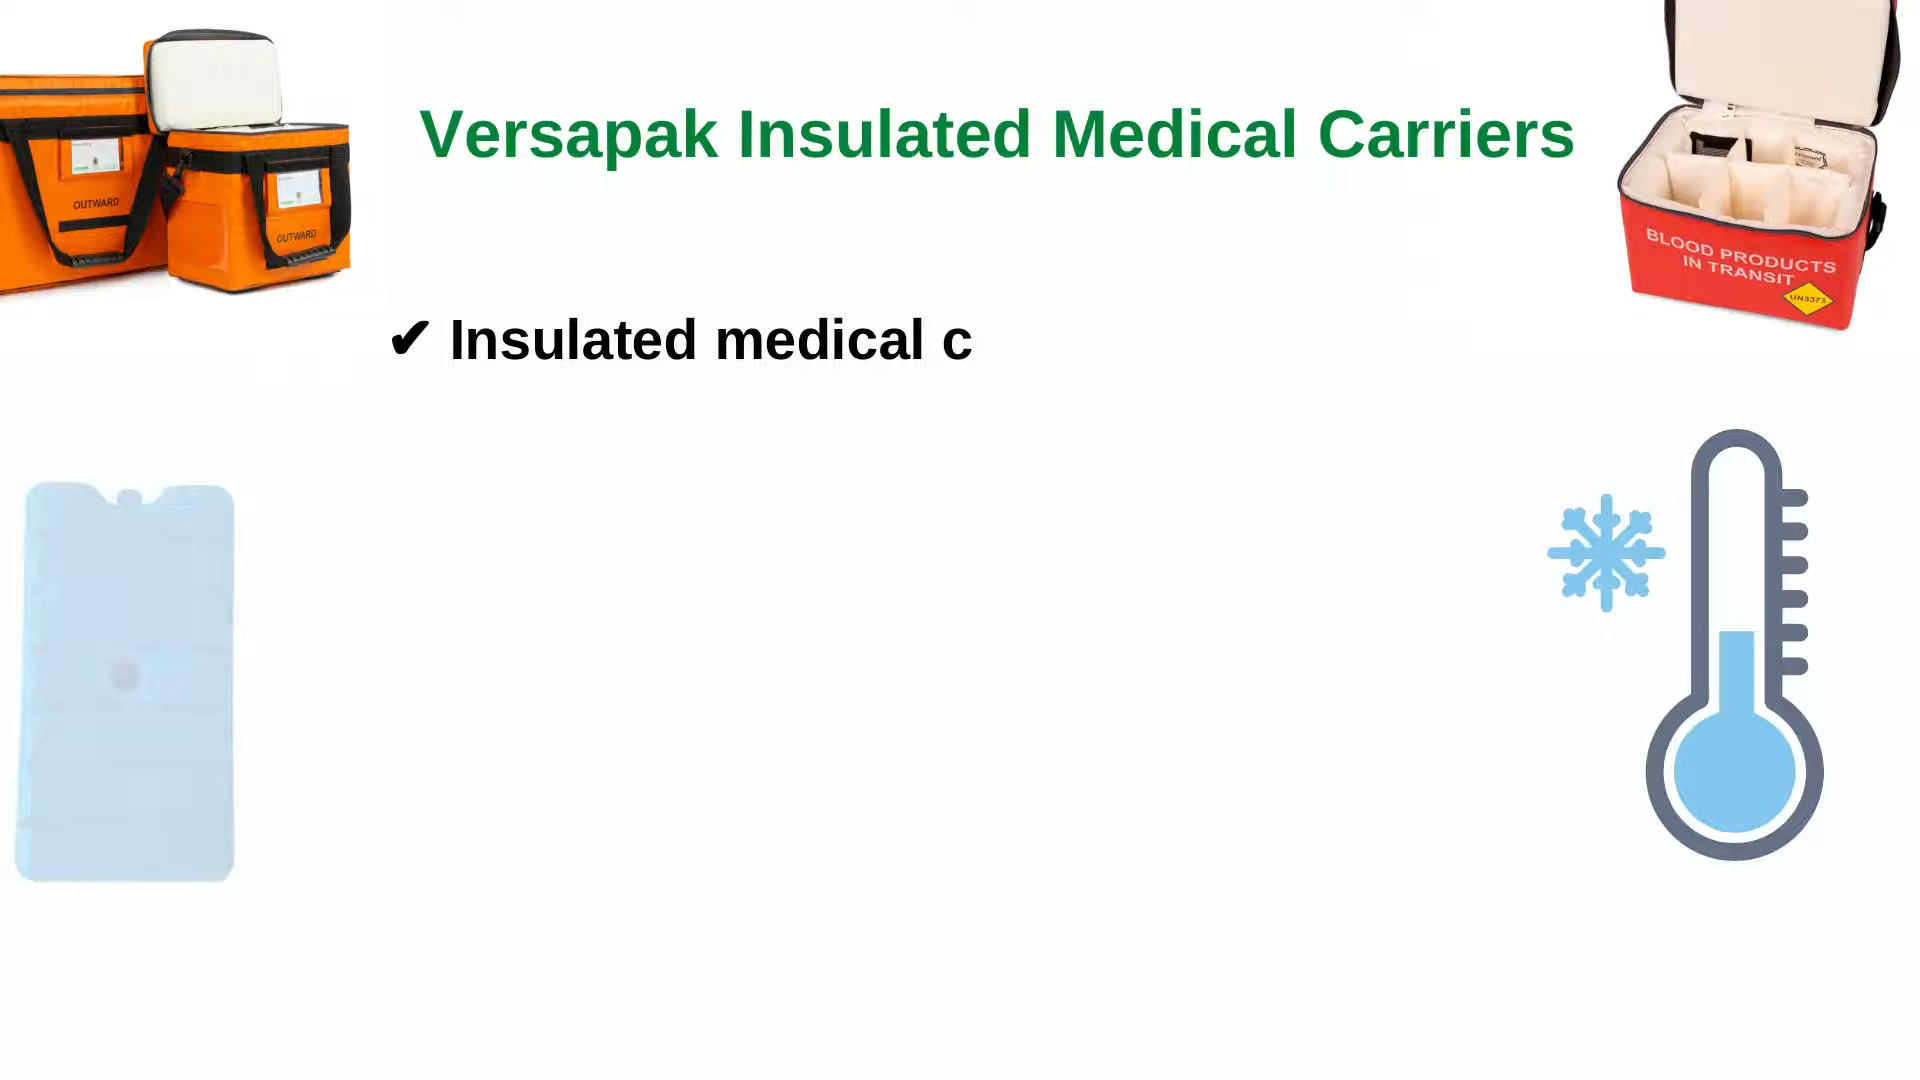 Versapak Insulated Medical Carriers
OUTWARD
OUTWARD
BLOOD PRODUCTS
IN TRANSIT
UN3373
✔ Insulated medical c